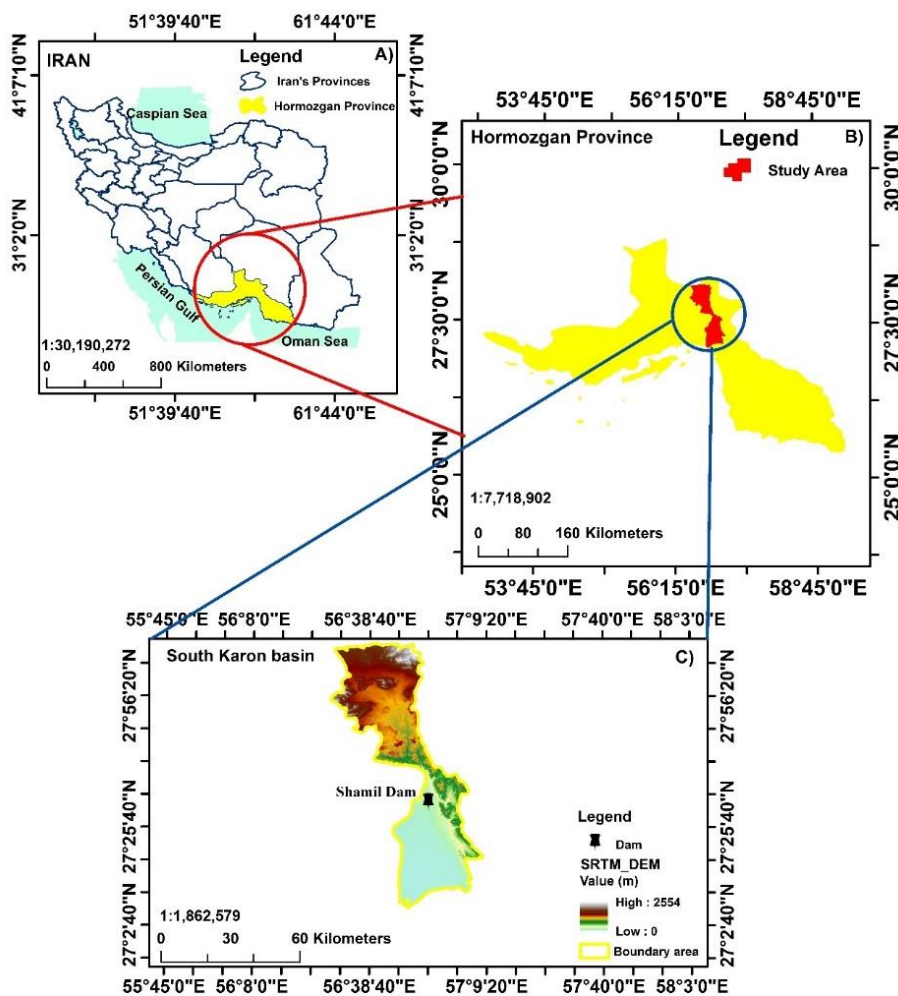 51°39'40"E 61°44'0"E
IRAN
Legend
A)
Iran's Provinces
Hormozgan Province
Caspian Sea
Persian Gulf
Oman Sea
41°7'10"N
31°2'0"N
41°7'10"N
31°2'0"N
1:30,190,272
0 400 800 Kilometers
51°39'40"E 61°44'0"E
53°45'0"E 56°15'0"E 58°45'0"E
Hormozgan Province
Legend
B)
Study Area
30°0'0"N
27°30'0"N
25°0'0"N
30°0'0"N
27°30'0"N
25°0'0"N
1:7,718,902
0 80 160 Kilometers
53°45'0"E 56°15'0"E 58°45'0"E
55°45'0"E 56°8'0"E 56°38'40"E 57°9'20"E 57°40'0"E 58°3'0"E
South Karon basin
C)
Shamil Dam
27°56'20"N
27°25'40"N
27°2'40"N
27°56'20"N
27°25'40"N
27°2'40"N
Legend
Dam
SRTM_DEM
Value (m)
High : 2554
Low : 0
Boundary area
1:1,862,579
0 30 60 Kilometers
55°45'0"E 56°8'0"E 56°38'40"E 57°9'20"E 57°40'0"E 58°3'0"E